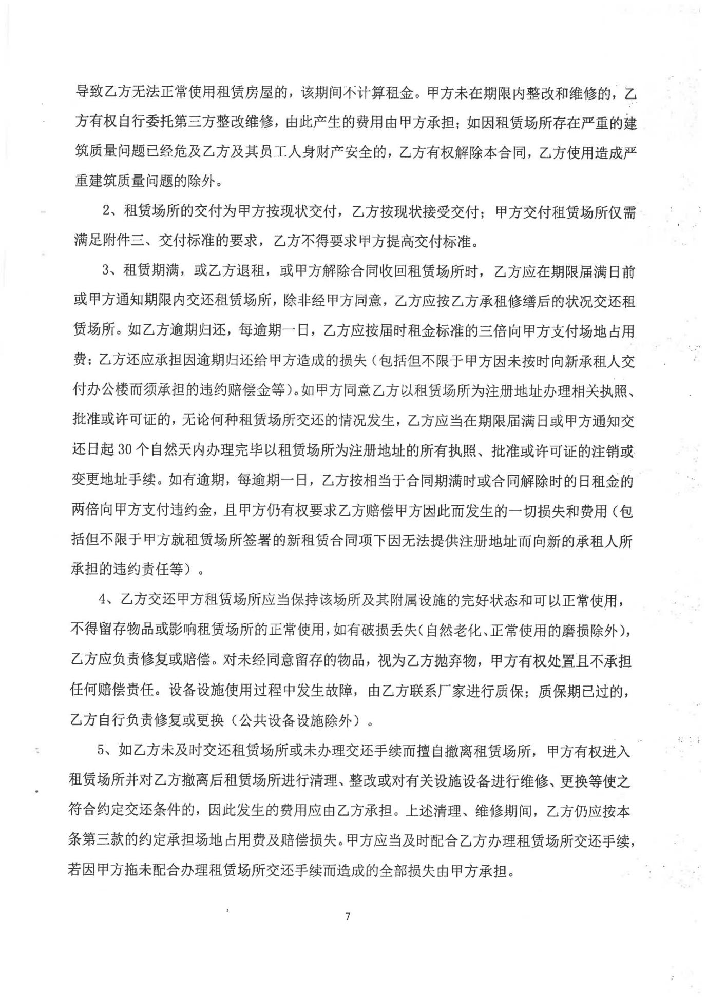 导致乙方无法正常使用租赁房屋的，该期间不计算租金。甲方未在期限内整改和维修的，乙
方有权自行委托第三方整改维修，由此产生的费用由甲方承担；如因租赁场所存在严重的建
筑质量问题已经危及乙方及其员工人身财产安全的，乙方有权解除本合同，乙方使用造成严
重建筑质量问题的除外。
2、租赁场所的交付为甲方按现状交付，乙方按现状接受交付；甲方交付租赁场所仅需
满足附件三、交付标准的要求，乙方不得要求甲方提高交付标准。
3、租赁期满，或乙方退租，或甲方解除合同收回租赁场所时，乙方应在期限届满日前
或甲方通知期限内交还租赁场所，除非经甲方同意，乙方应按乙方承租修缮后的状况交还租
赁场所。如乙方逾期归还，每逾期一日，乙方应按届时租金标准的三倍向甲方支付场地占用
费；乙方还应承担因逾期归还给甲方造成的损失（包括但不限于甲方因未按时向新承租人交
付办公楼而须承担的违约赔偿金等）。如甲方同意乙方以租赁场所为注册地址办理相关执照、
批准或许可证的，无论何种租赁场所交还的情况发生，乙方应当在期限届满日或甲方通知交
还日起 30 个自然天内办理完毕以租赁场所为注册地址的所有执照、批准或许可证的注销或
变更地址手续。如有逾期，每逾期一日，乙方按相当于合同期满时或合同解除时的日租金的
两倍向甲方支付违约金，且甲方仍有权要求乙方赔偿甲方因此而发生的一切损失和费用（包
括但不限于甲方就租赁场所签署的新租赁合同项下因无法提供注册地址而向新的承租人所
承担的违约责任等）。
4、乙方交还甲方租赁场所应当保持该场所及其附属设施的完好状态和可以正常使用，
不得留存物品或影响租赁场所的正常使用，如有破损丢失（自然老化、正常使用的磨损除外），
乙方应负责修复或赔偿。对未经同意留存的物品，视为乙方抛弃物，甲方有权处置且不承担
任何赔偿责任。设备设施使用过程中发生故障，由乙方联系厂家进行质保；质保期已过的，
乙方自行负责修复或更换（公共设备设施除外）。
5、如乙方未及时交还租赁场所或未办理交还手续而擅自撤离租赁场所，甲方有权进入
租赁场所并对乙方撤离后租赁场所进行清理、整改或对有关设施设备进行维修、更换等使之
符合约定交还条件的，因此发生的费用应由乙方承担。上述清理、维修期间，乙方仍应按本
条第三款的约定承担场地占用费及赔偿损失。甲方应当及时配合乙方办理租赁场所交还手续，
若因甲方拖未配合办理租赁场所交还手续而造成的全部损失由甲方承担。
7